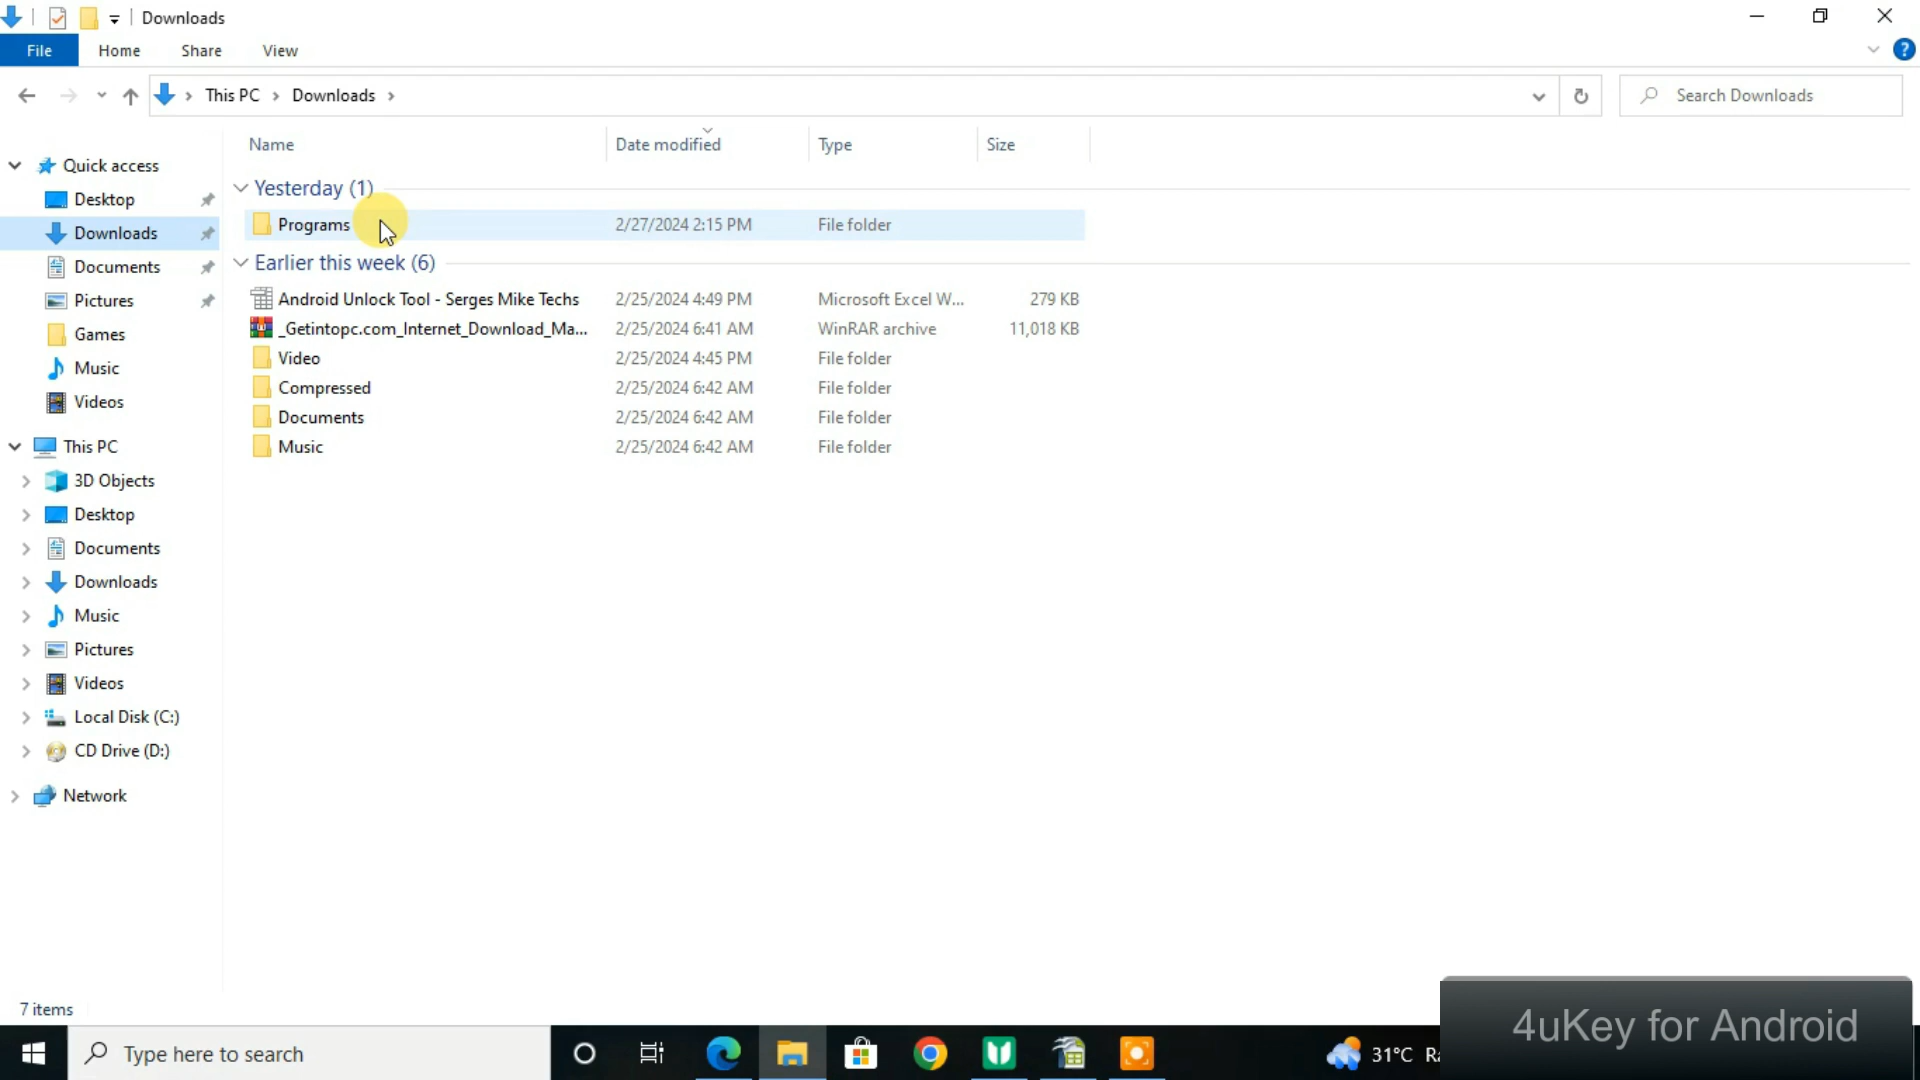 Downloads
File Home Share View
This PC Downloads
Search Downloads
Name Date modified Type Size
Quick access
Desktop
Downloads
Documents
Pictures
Games
Music
Videos
This PC
3D Objects
Desktop
Documents
Downloads
Music
Pictures
Videos
Local Disk (C:)
CD Drive (D:)
Network
Yesterday (1)
Programs 2/27/2024 2:15 PM File folder
Earlier this week (6)
Android Unlock Tool - Serges Mike Techs 2/25/2024 4:49 PM Microsoft Excel W... 279 KB
_Getintopc.com_Internet_Download_Ma... 2/25/2024 6:41 AM WinRAR archive 11,018 KB
Video 2/25/2024 4:45 PM File folder
Compressed 2/25/2024 6:42 AM File folder
Documents 2/25/2024 6:42 AM File folder
Music 2/25/2024 6:42 AM File folder
7 items
Type here to search
31°C
4uKey for Android